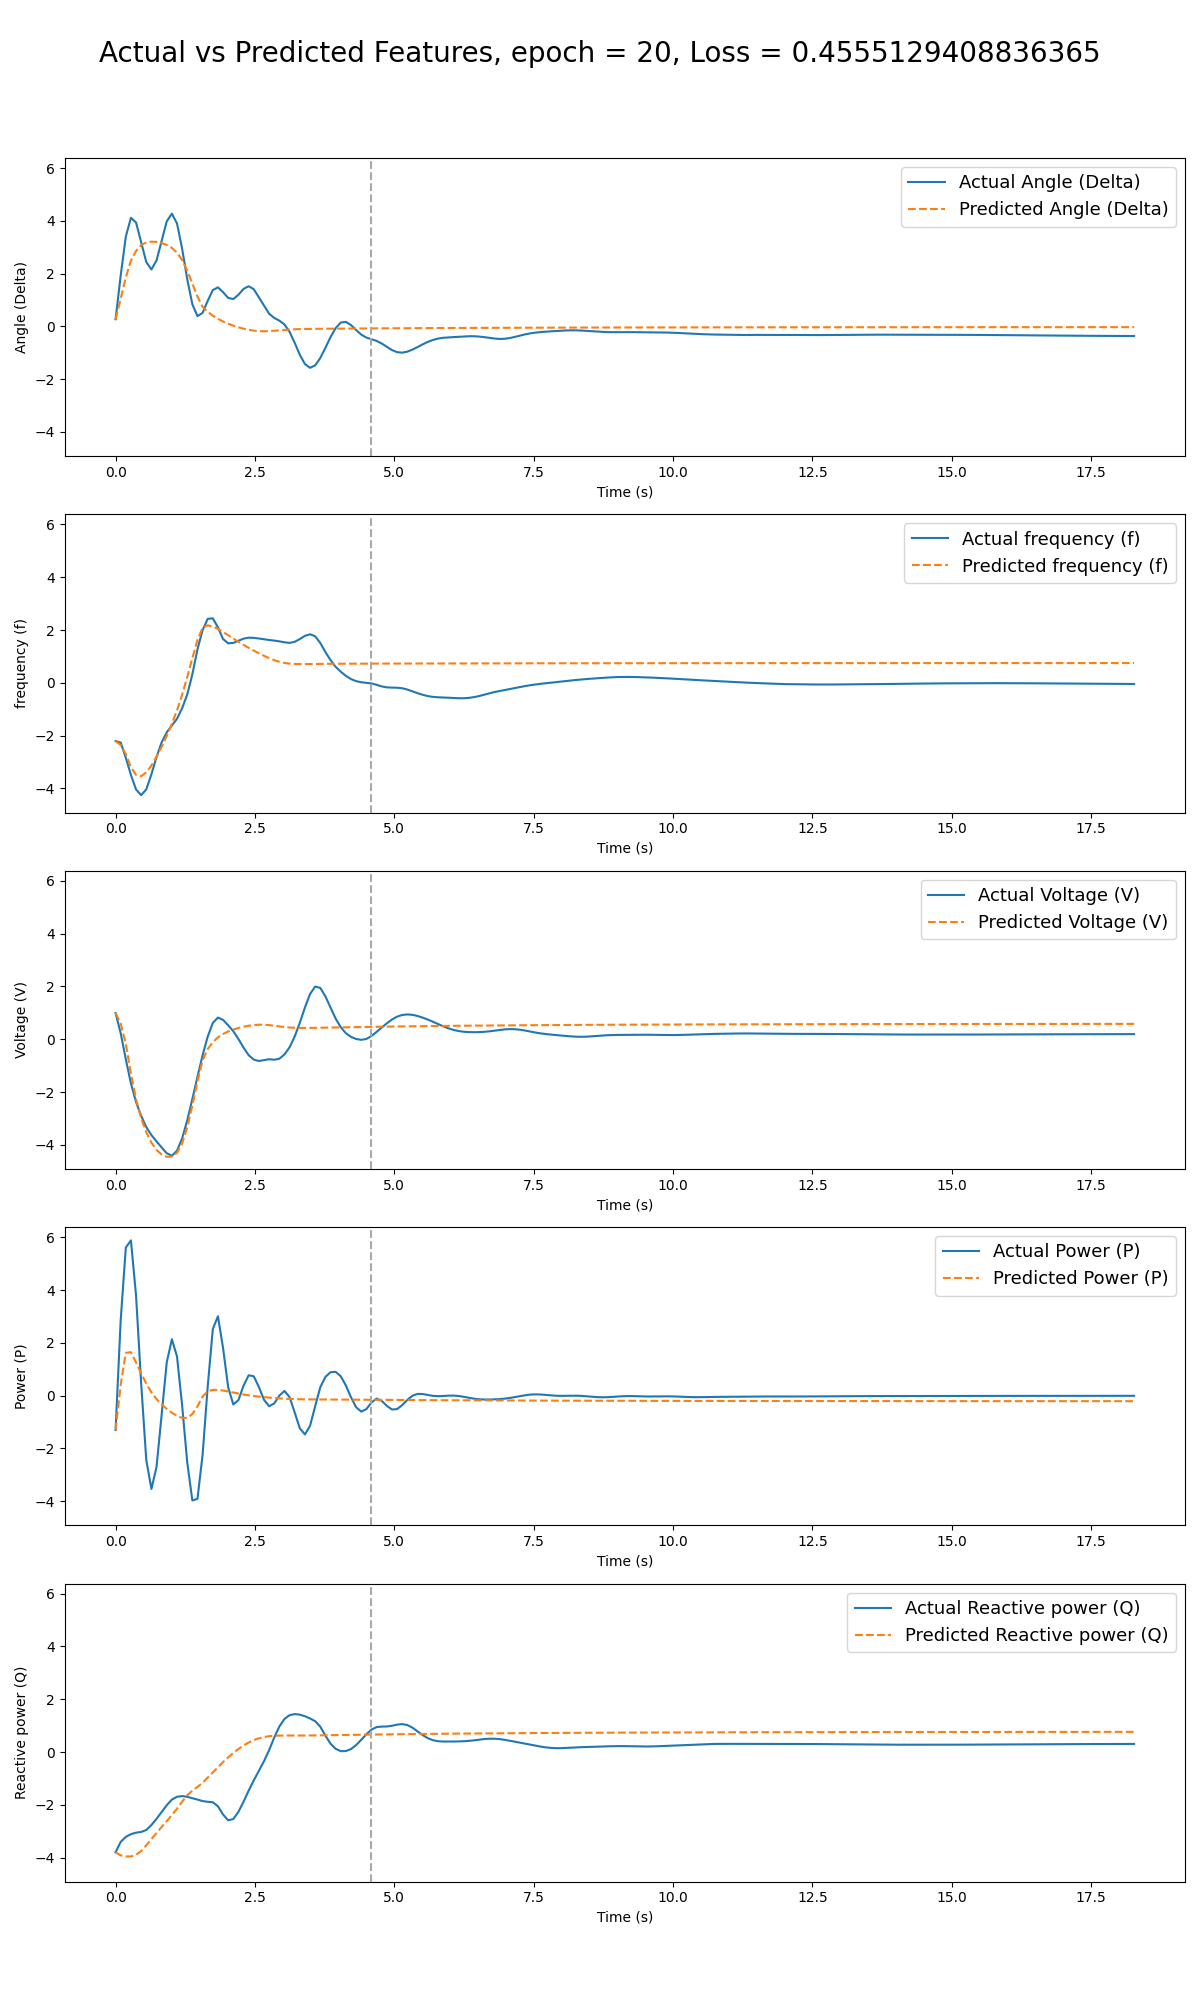 Actual vs Predicted Features, epoch = 20, Loss = 0.4555129408836365
Actual Angle (Delta)
Predicted Angle (Delta)
Angle (Delta)
6
4
2
0
−2
−4
0.0 2.5 5.0 7.5 10.0 12.5 15.0 17.5
Time (s)
Actual frequency (f)
Predicted frequency (f)
frequency (f)
6
4
2
0
−2
−4
0.0 2.5 5.0 7.5 10.0 12.5 15.0 17.5
Time (s)
Actual Voltage (V)
Predicted Voltage (V)
Voltage (V)
6
4
2
0
−2
−4
0.0 2.5 5.0 7.5 10.0 12.5 15.0 17.5
Time (s)
Actual Power (P)
Predicted Power (P)
Power (P)
6
4
2
0
−2
−4
0.0 2.5 5.0 7.5 10.0 12.5 15.0 17.5
Time (s)
Actual Reactive power (Q)
Predicted Reactive power (Q)
Reactive power (Q)
6
4
2
0
−2
−4
0.0 2.5 5.0 7.5 10.0 12.5 15.0 17.5
Time (s)